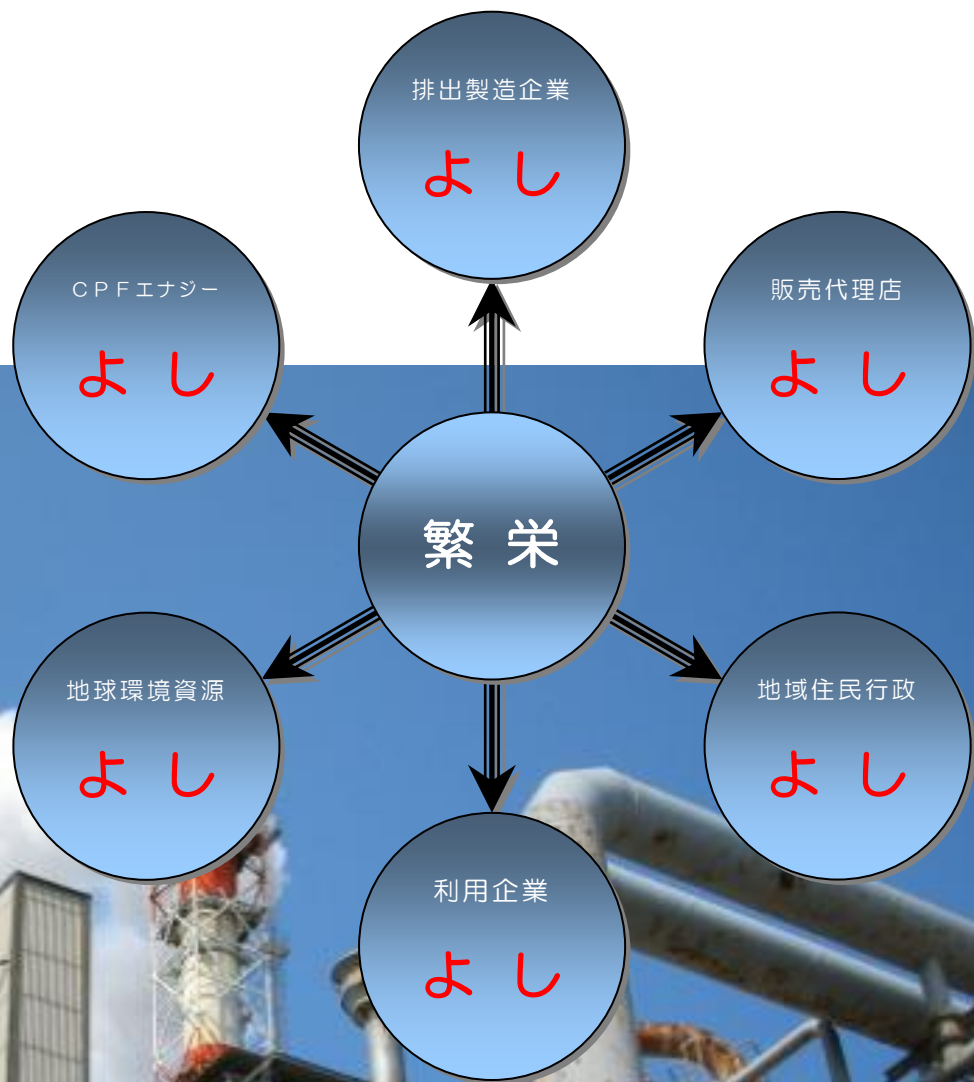 排出製造企業
よし
CPFエナジー
よし
販売代理店
よし
繁栄
地球環境資源
よし
地域住民行政
よし
利用企業
よし